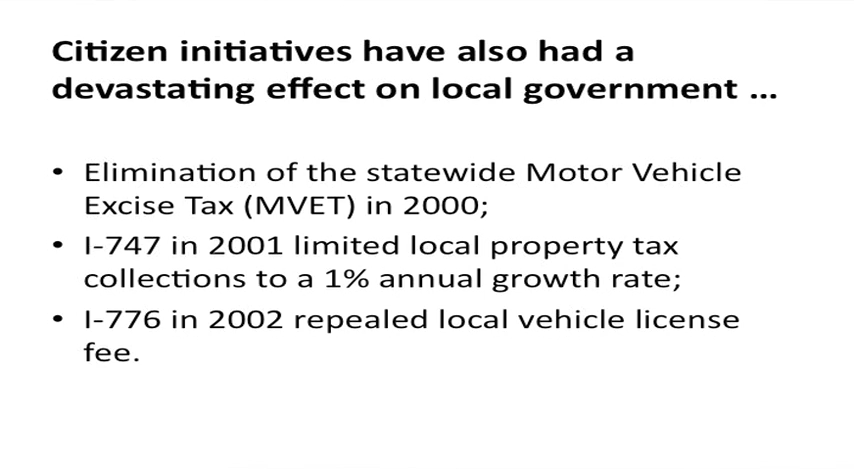 Citizen initiatives have also had a
devastating effect on local government ...
• Elimination of the statewide Motor Vehicle
Excise Tax (MVET) in 2000;
• I-747 in 2001 limited local property tax
collections to a 1% annual growth rate;
• I-776 in 2002 repealed local vehicle license
fee.